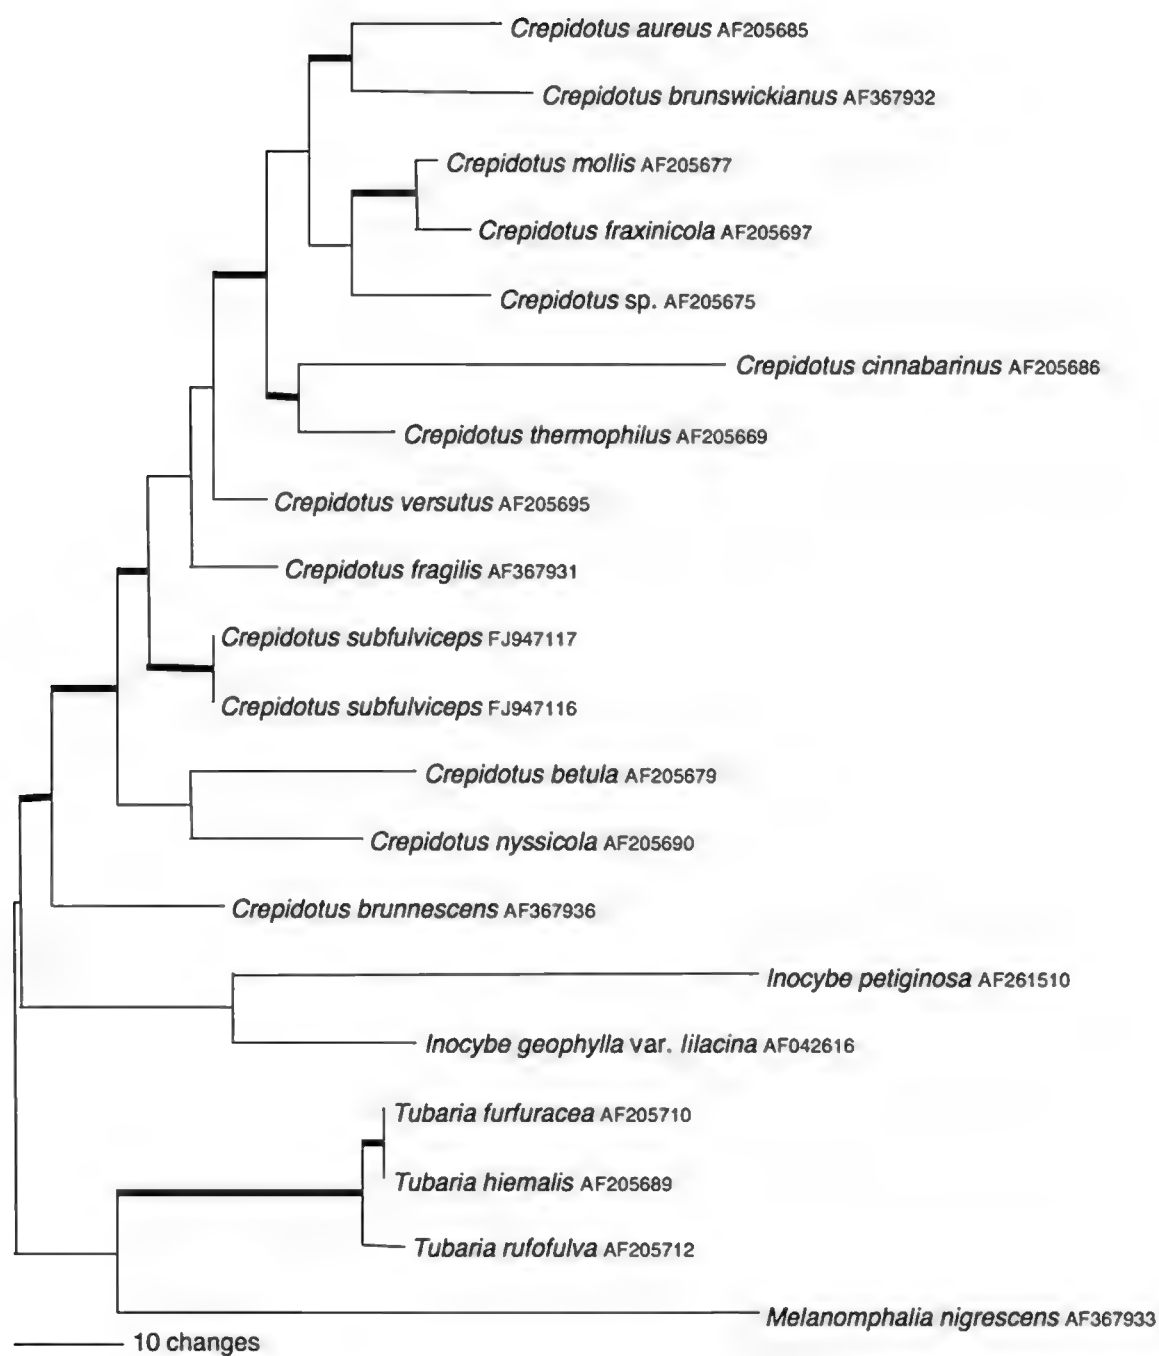 Crepidotus aureus AF205685
Crepidotus brunswickianus AF367932
Crepidotus mollis AF205677
Crepidotus fraxinicola AF205697
Crepidotus sp. AF205675
Crepidotus cinnabarinus AF205686
Crepidotus thermophilus AF205669
Crepidotus versutus AF205695
Crepidotus fragilis AF367931
Crepidotus subfulviceps FJ947117
Crepidotus subfulviceps FJ947116
Crepidotus betula AF205679
Crepidotus nyssicola AF205690
Crepidotus brunnescens AF367936
Inocybe petiginosa AF261510
Inocybe geophylla var. lilacina AF042616
Tubaria furfuracea AF205710
Tubaria hiemalis AF205689
Tubaria rufofulva AF205712
Melanomphalia nigrescens AF367933
10 changes